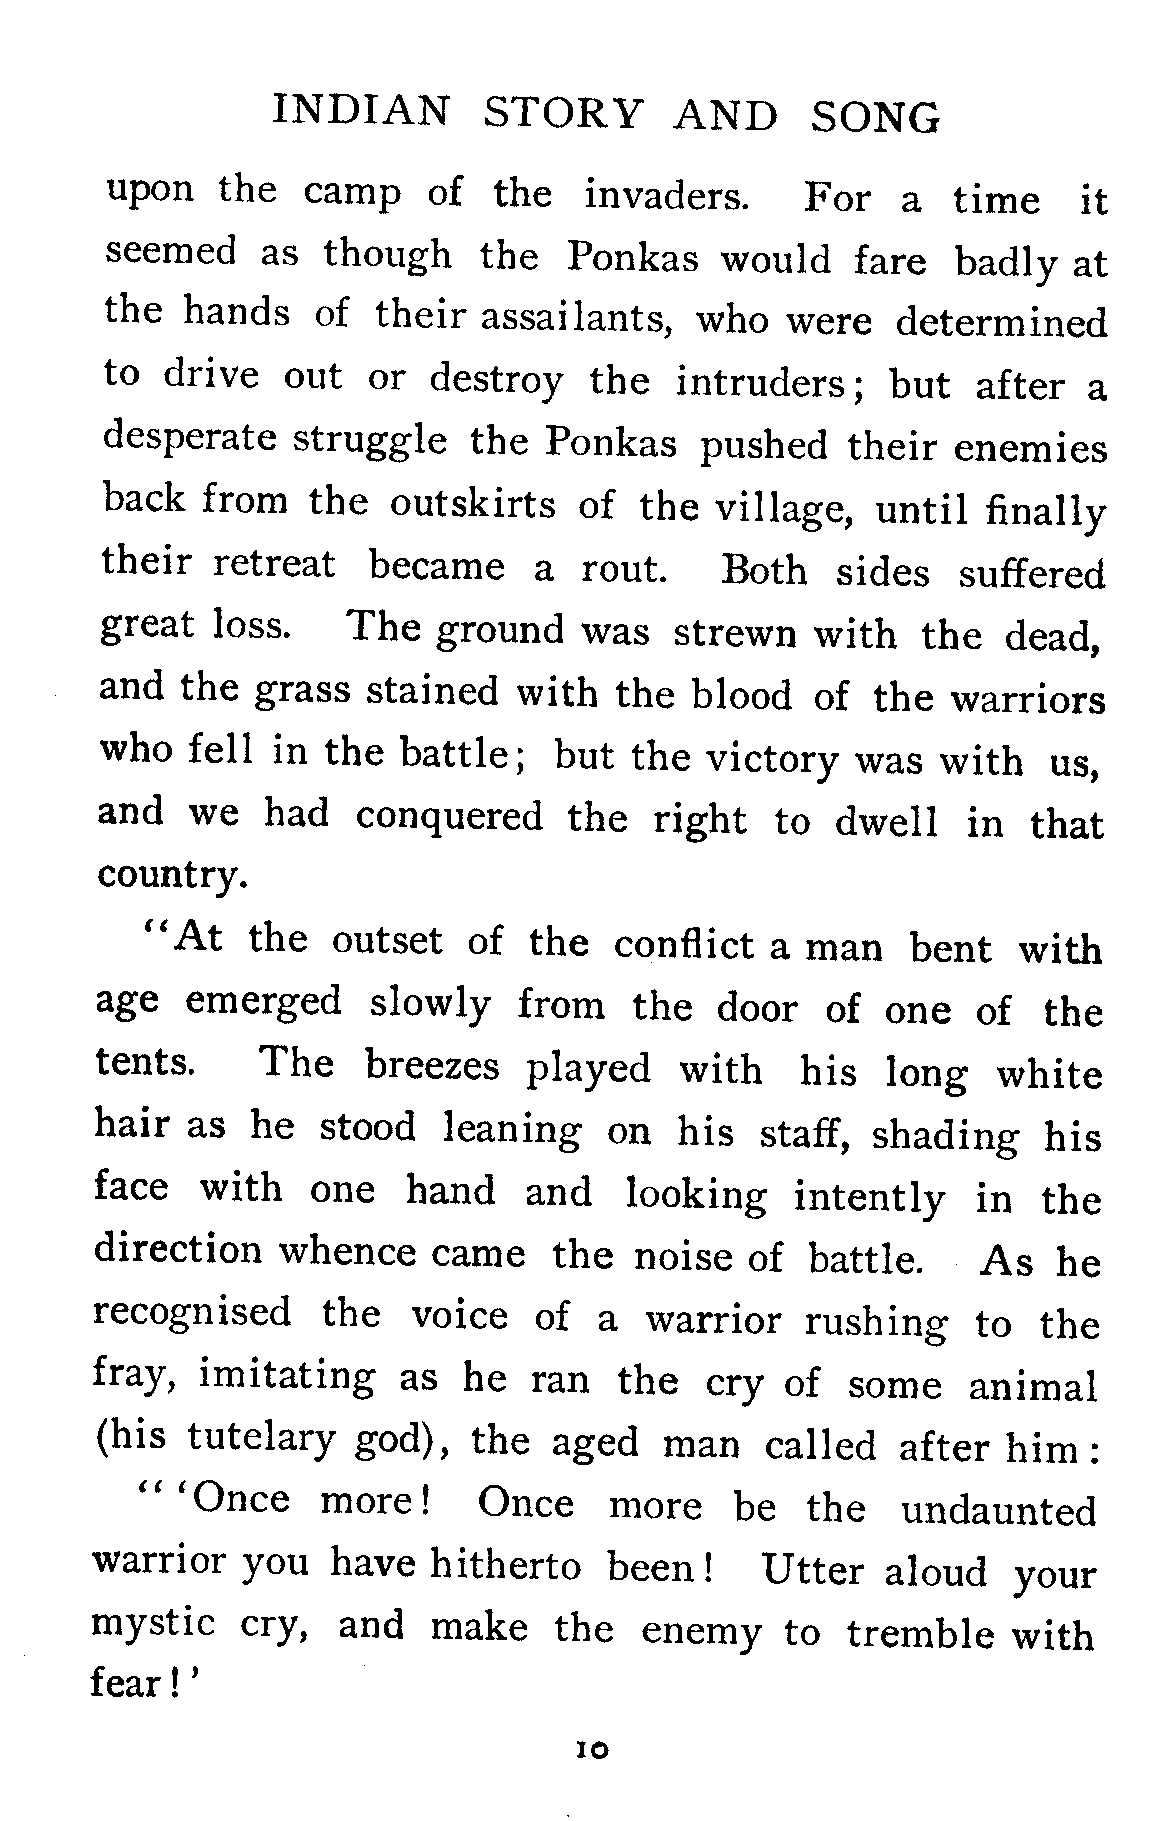 INDIAN STORY AND SONG
upon the camp of the invaders. For a time it
seemed as though the Ponkas would fare badly at
the hands of their assailants, who were determined
to drive out or destroy the intruders; but after a
desperate struggle the Ponkas pushed their enemies
back from the outskirts of the village, until finally
their retreat became a rout. Both sides suffered
great loss. The ground was strewn with the dead,
and the grass stained with the blood of the warriors
who fell in the battle; but the victory was with us,
and we had conquered the right to dwell in that
country.
“At the outset of the conflict a man bent with
age emerged slowly from the door of one of the
tents. The breezes played with his long white
hair as he stood leaning on his staff, shading his
face with one hand and looking intently in the
direction whence came the noise of battle. As he
recognised the voice of a warrior rushing to the
fray, imitating as he ran the cry of some animal
(his tutelary god), the aged man called after him:
“‘Once more! Once more be the undaunted
warrior you have hitherto been! Utter aloud your
mystic cry, and make the enemy to tremble with
fear!’
10